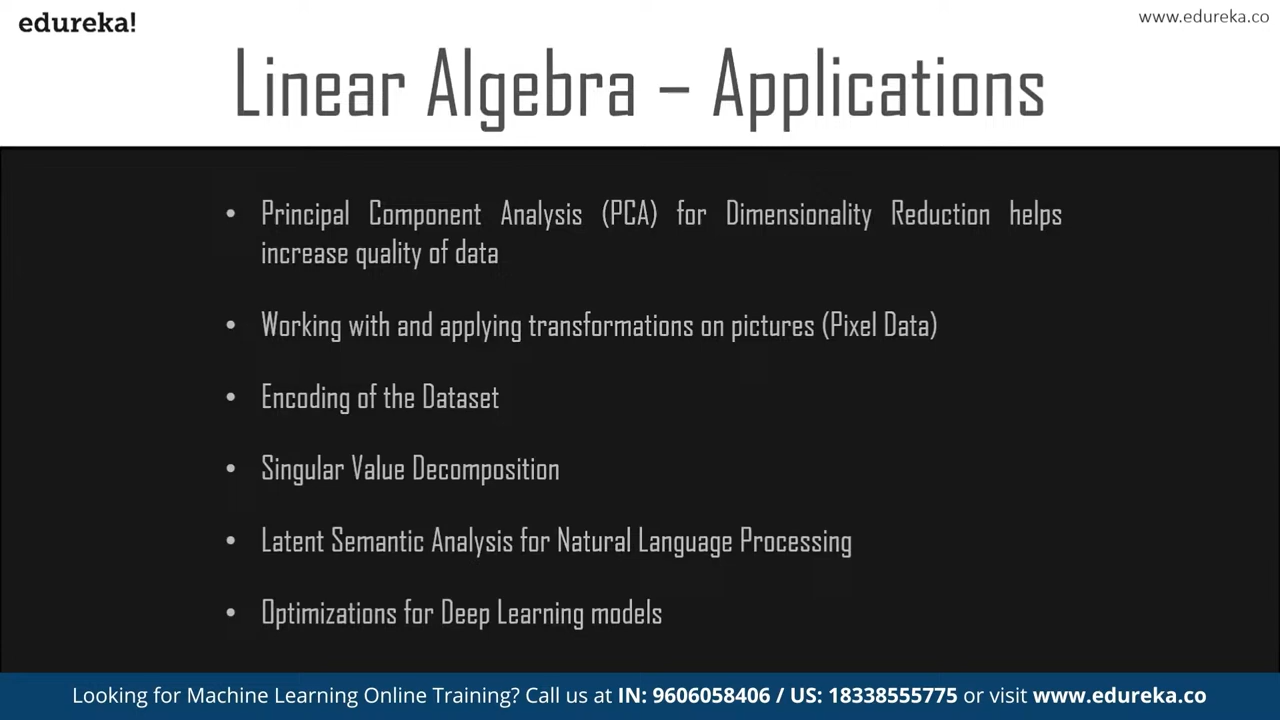 edureka!
www.edureka.co
Linear Algebra – Applications
• Principal Component Analysis (PCA) for Dimensionality Reduction helps
increase quality of data
• Working with and applying transformations on pictures (Pixel Data)
• Encoding of the Dataset
• Singular Value Decomposition
• Latent Semantic Analysis for Natural Language Processing
• Optimizations for Deep Learning models
Looking for Machine Learning Online Training? Call us at IN: 9606058406 / US: 18338555775 or visit www.edureka.co